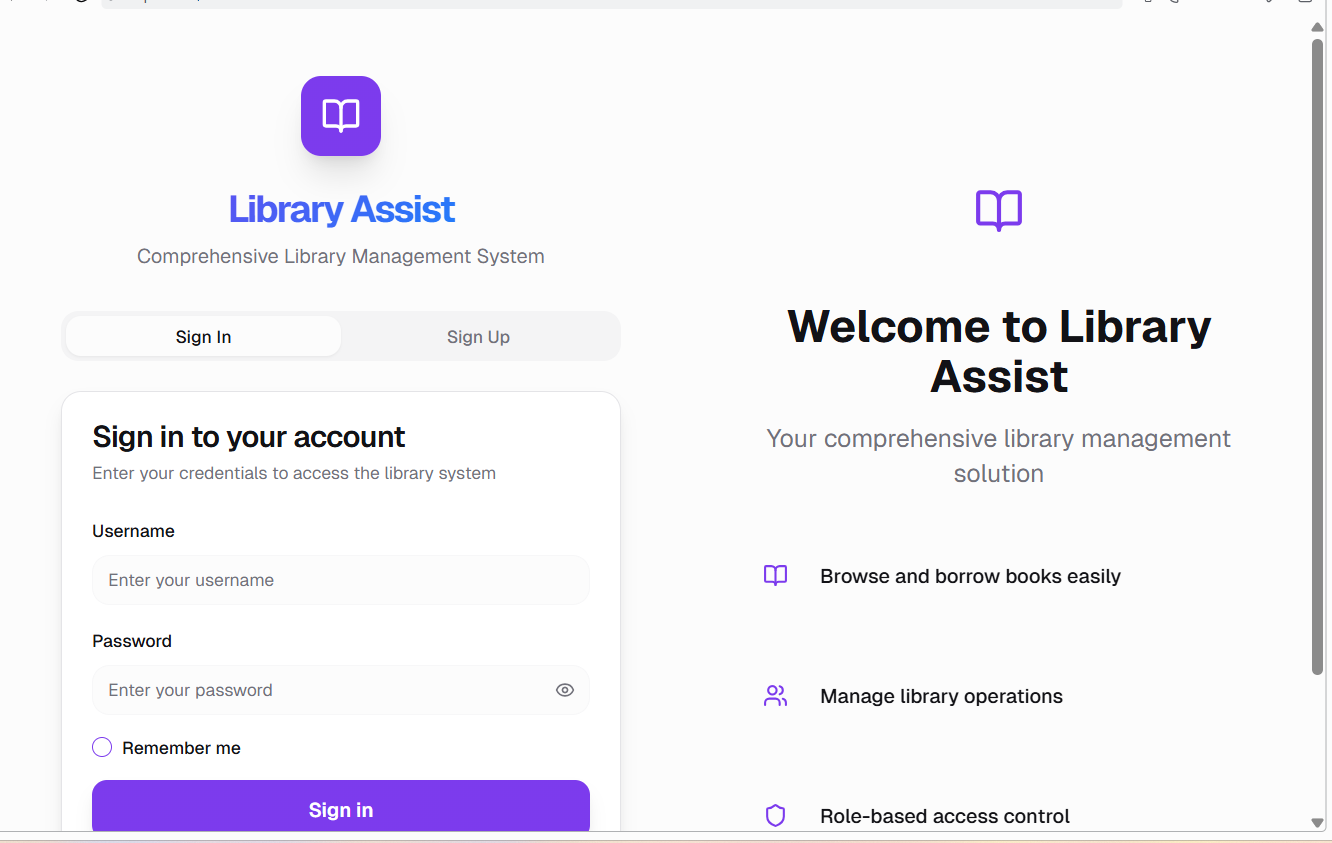 Library Assist
Comprehensive Library Management System
Sign In
Sign Up
Sign in to your account
Enter your credentials to access the library system
Username
Enter your username
Password
Enter your password
Remember me
Sign in
Welcome to Library
Assist
Your comprehensive library management
solution
Browse and borrow books easily
Manage library operations
Role-based access control